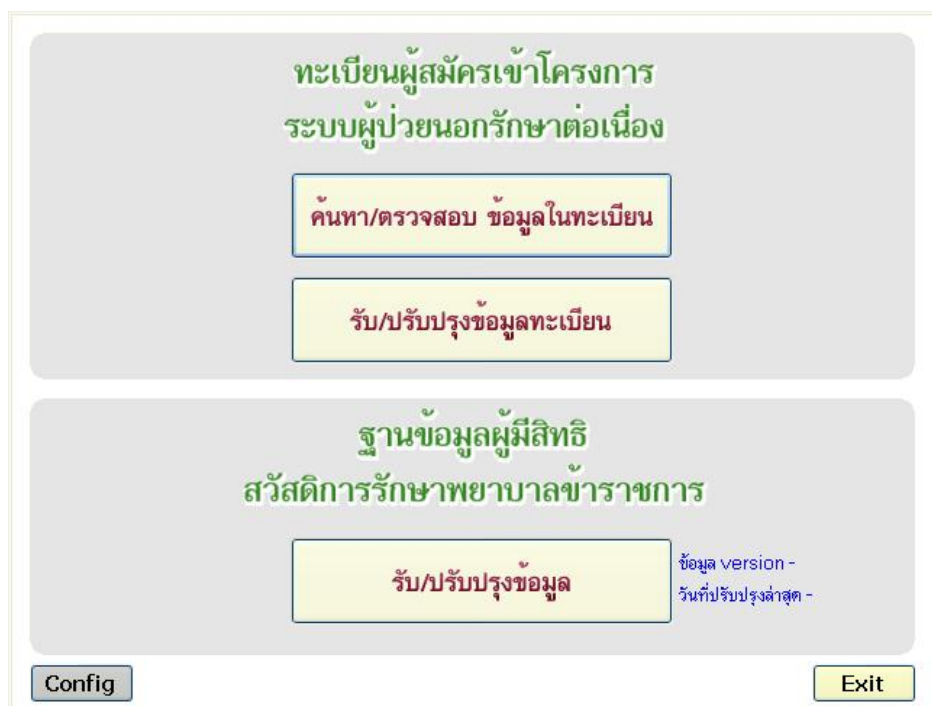 ทะเบียนผู้สมัครเข้าโครงการ
ระบบผู้ป่วยนอกรักษาต่อเนื่อง
ค้นหา/ตรวจสอบ ข้อมูลในทะเบียน
รับ/ปรับปรุงข้อมูลทะเบียน
ฐานข้อมูลผู้มีสิทธิ
สวัสดิการรักษาพยาบาลข้าราชการ
รับ/ปรับปรุงข้อมูล
ข้อมูล version -
วันที่ปรับปรุงล่าสุด -
Config
Exit